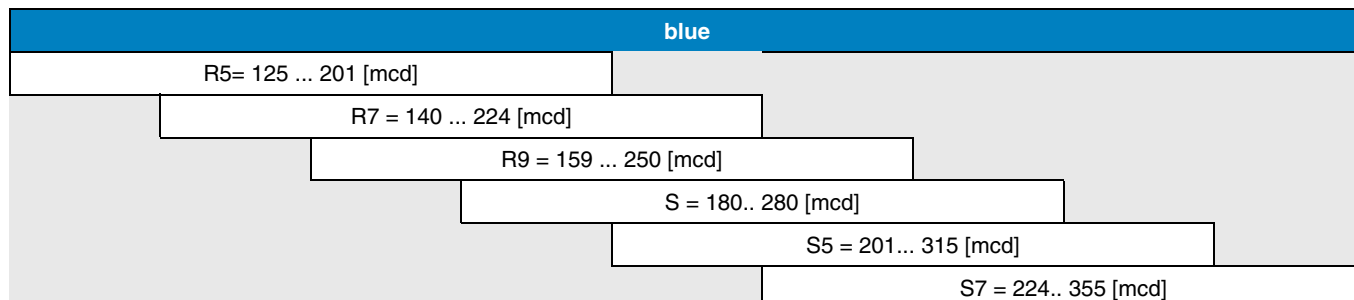 blue
R5= 125 ... 201 [mcd]
R7 = 140 ... 224 [mcd]
R9 = 159 ... 250 [mcd]
S = 180.. 280 [mcd]
S5 = 201... 315 [mcd]
S7 = 224.. 355 [mcd]